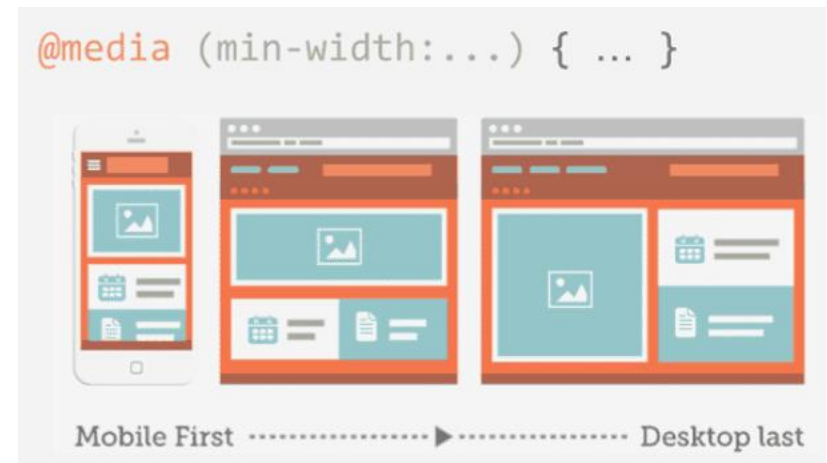 @media (min-width:...) { ... }
Mobile First
Desktop last